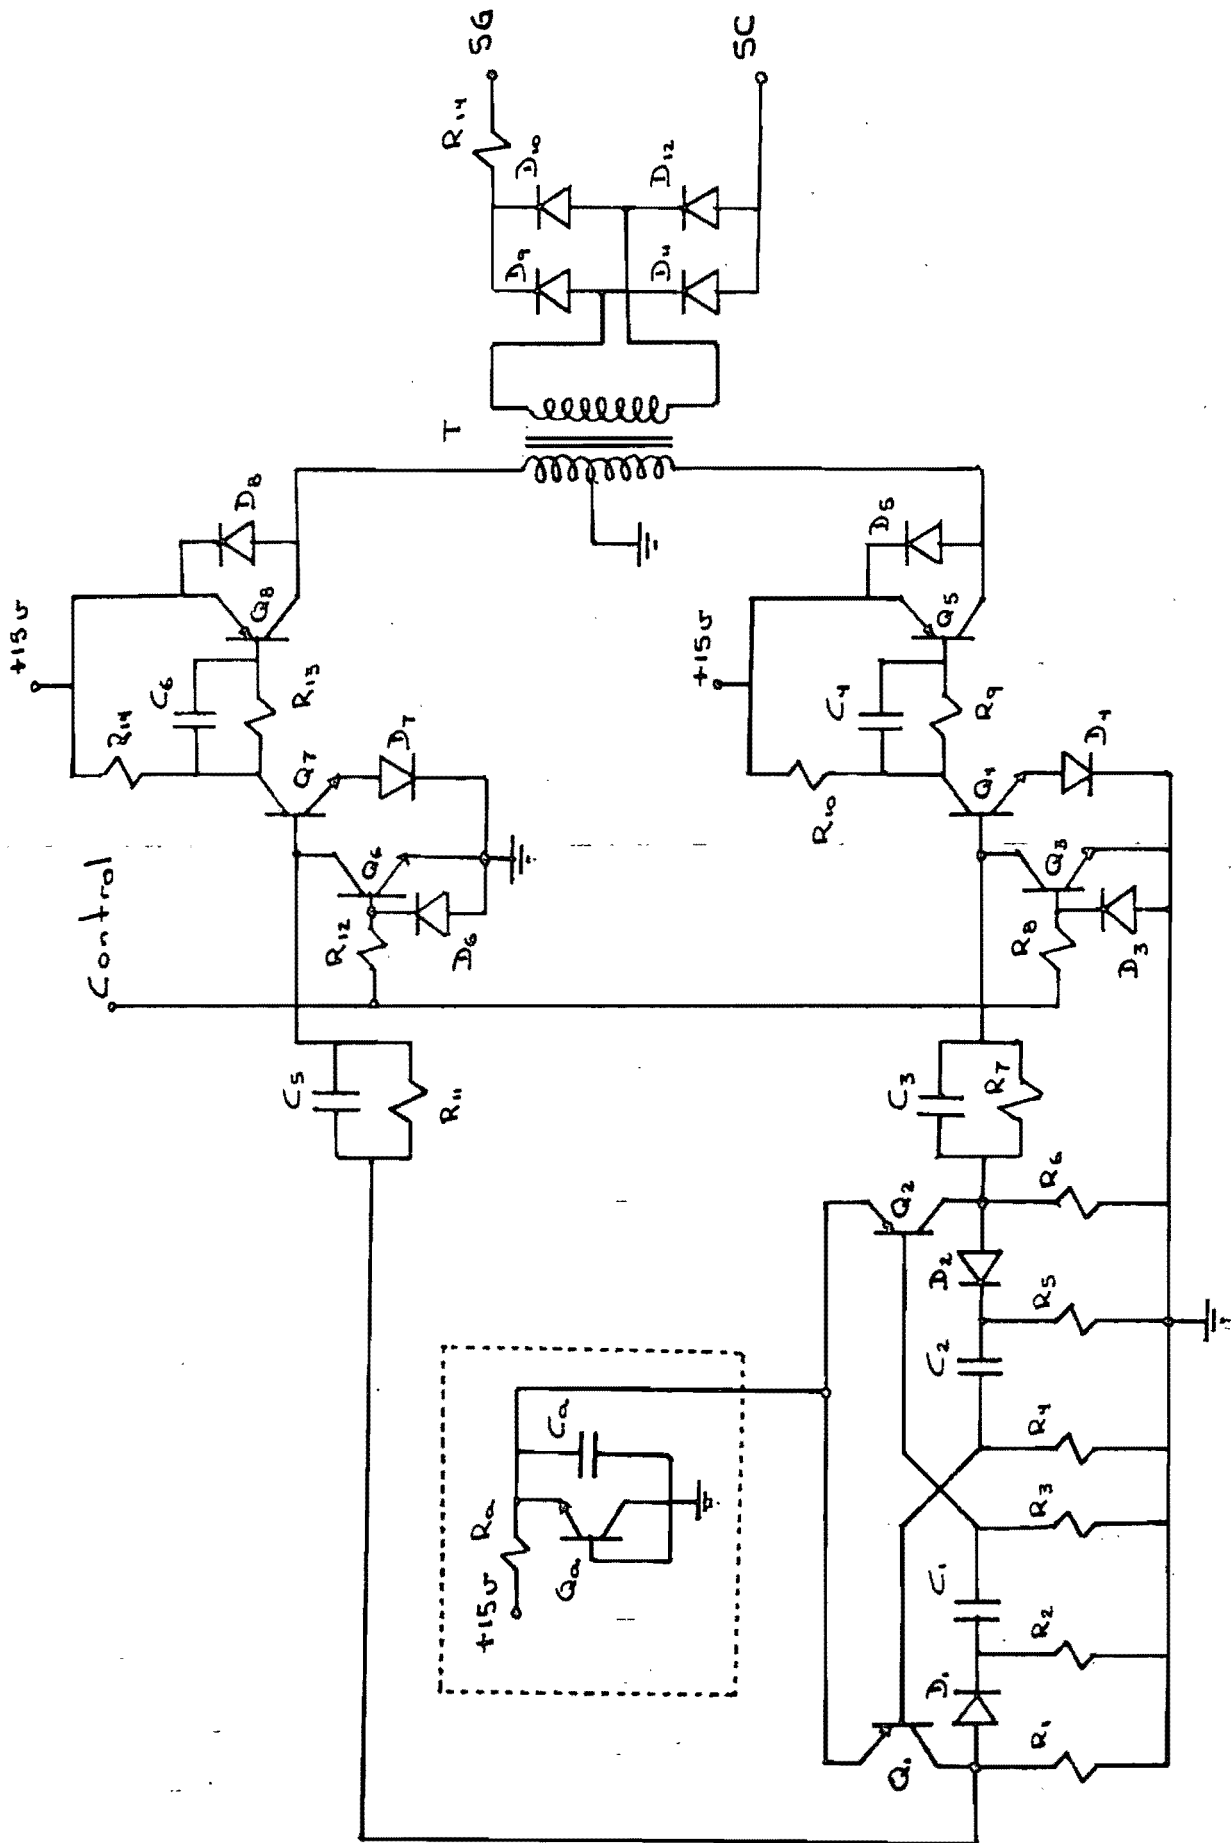 SG
SC
R14
D10
D12
D9
D11
T
+15v
D8
Q8
C6
R13
R14
Q7
D7
Control
Q6
R12
D6
+15v
D5
Q5
C4
R9
R10
Q4
D4
Q3
R8
D3
C5
R11
C3
R7
Q2
R6
D2
R5
C2
R4
R3
C1
R2
D1
R1
Q1
+15v
Ra
Qa
Ca